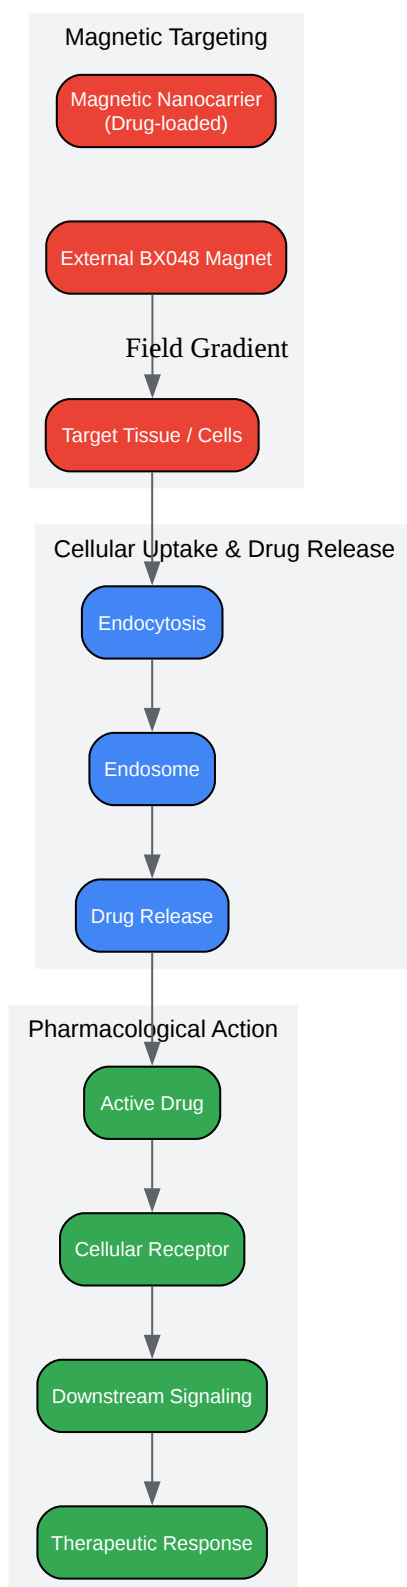 Magnetic Targeting
Magnetic Nanocarrier
(Drug-loaded)
External BX048 Magnet
Field Gradient
Target Tissue / Cells
Cellular Uptake & Drug Release
Endocytosis
Endosome
Drug Release
Pharmacological Action
Active Drug
Cellular Receptor
Downstream Signaling
Therapeutic Response